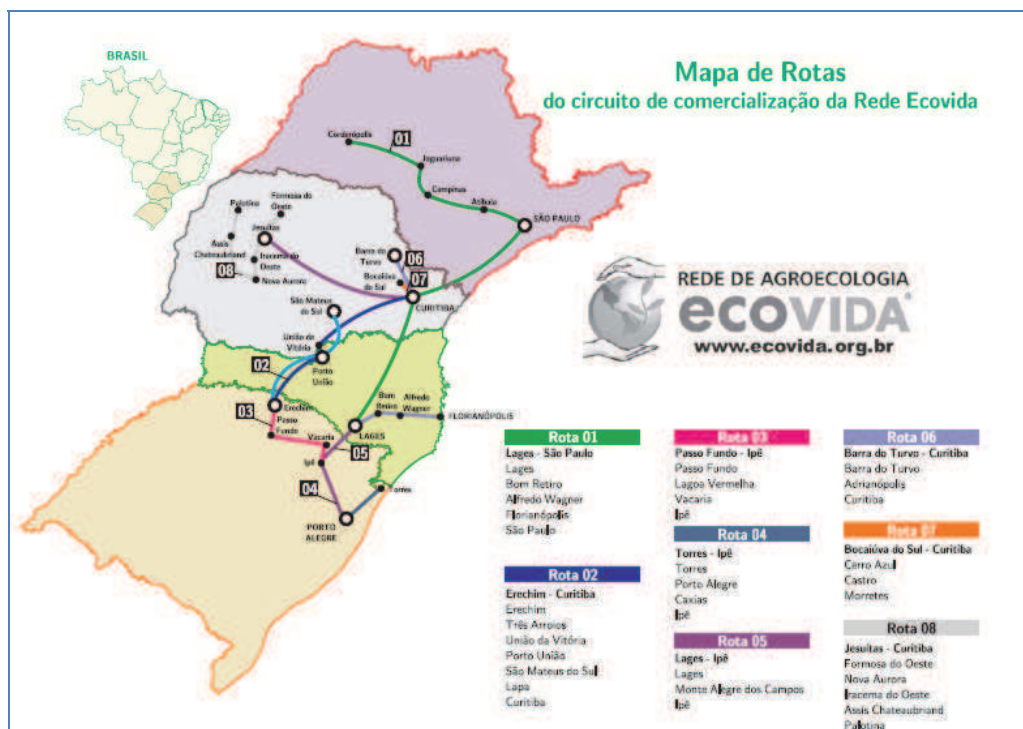 BRASIL
Mapa de Rotas
do circuito de comercialização da Rede Ecovida
Corderópolis
01
Jaguariuna
Campinas
Atibaia
SÃO PAULO
Palotina
Formosa do
Oeste
Jesuítas
Assis
Chateaubriand
Iracema do
Oeste
08
Nova Aurora
Barra do
Turvo
06
Bocaiúva
do Sul
07
CURITIBA
São Mateus
do Sul
União da
Vitória
Porto
União
02
Erechim
03
Passo
Fundo
Vacaria
05
Ipê
04
PORTO
ALEGRE
Torres
LAGES
Bom
Retiro
Alfredo
Wagner
FLORIANÓPOLIS
REDE DE AGROECOLOGIA
ecovida
www.ecovida.org.br
Rota 01
Lages - São Paulo
Lages
Bom Retiro
Alfredo Wagner
Florianópolis
São Paulo
Rota 02
Erechim - Curitiba
Erechim
Três Arroios
União da Vitória
Porto União
São Mateus do Sul
Lapa
Curitiba
Rota 03
Passo Fundo - Ipê
Passo Fundo
Lagoa Vermelha
Vacaria
Ipê
Rota 04
Torres - Ipê
Torres
Porto Alegre
Caxias
Ipê
Rota 05
Lages - Ipê
Lages
Monte Alegre dos Campos
Ipê
Rota 06
Barra do Turvo - Curitiba
Barra do Turvo
Adrianópolis
Curitiba
Rota 07
Bocaiúva do Sul - Curitiba
Cerro Azul
Castro
Morretes
Rota 08
Jesuítas - Curitiba
Formosa do Oeste
Nova Aurora
Iracema do Oeste
Assis Chateaubriand
Palotina